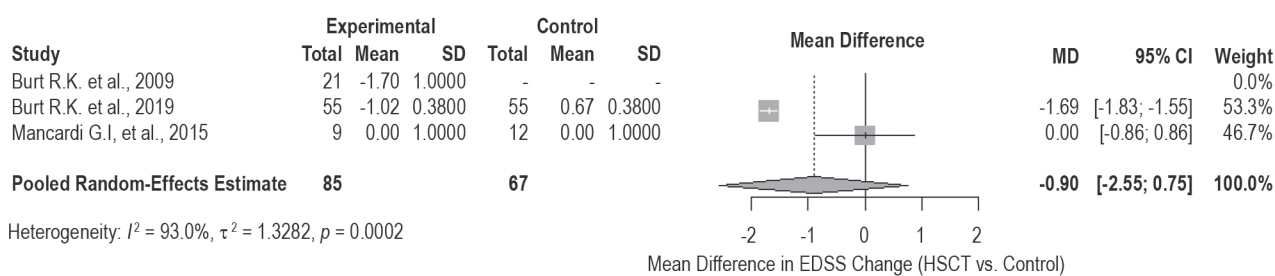 Experimental Control
Study Total Mean SD Total Mean SD Mean Difference MD 95% CI Weight
Burt R.K. et al., 2009 21 -1.70 1.0000 - - - 0.0%
Burt R.K. et al., 2019 55 -1.02 0.3800 55 0.67 0.3800 -1.69 [-1.83; -1.55] 53.3%
Mancardi G.I, et al., 2015 9 0.00 1.0000 12 0.00 1.0000 0.00 [-0.86; 0.86] 46.7%
Pooled Random-Effects Estimate 85 67 -0.90 [-2.55; 0.75] 100.0%
Heterogeneity: I² = 93.0%, τ² = 1.3282, p = 0.0002
-2 -1 0 1 2
Mean Difference in EDSS Change (HSCT vs. Control)